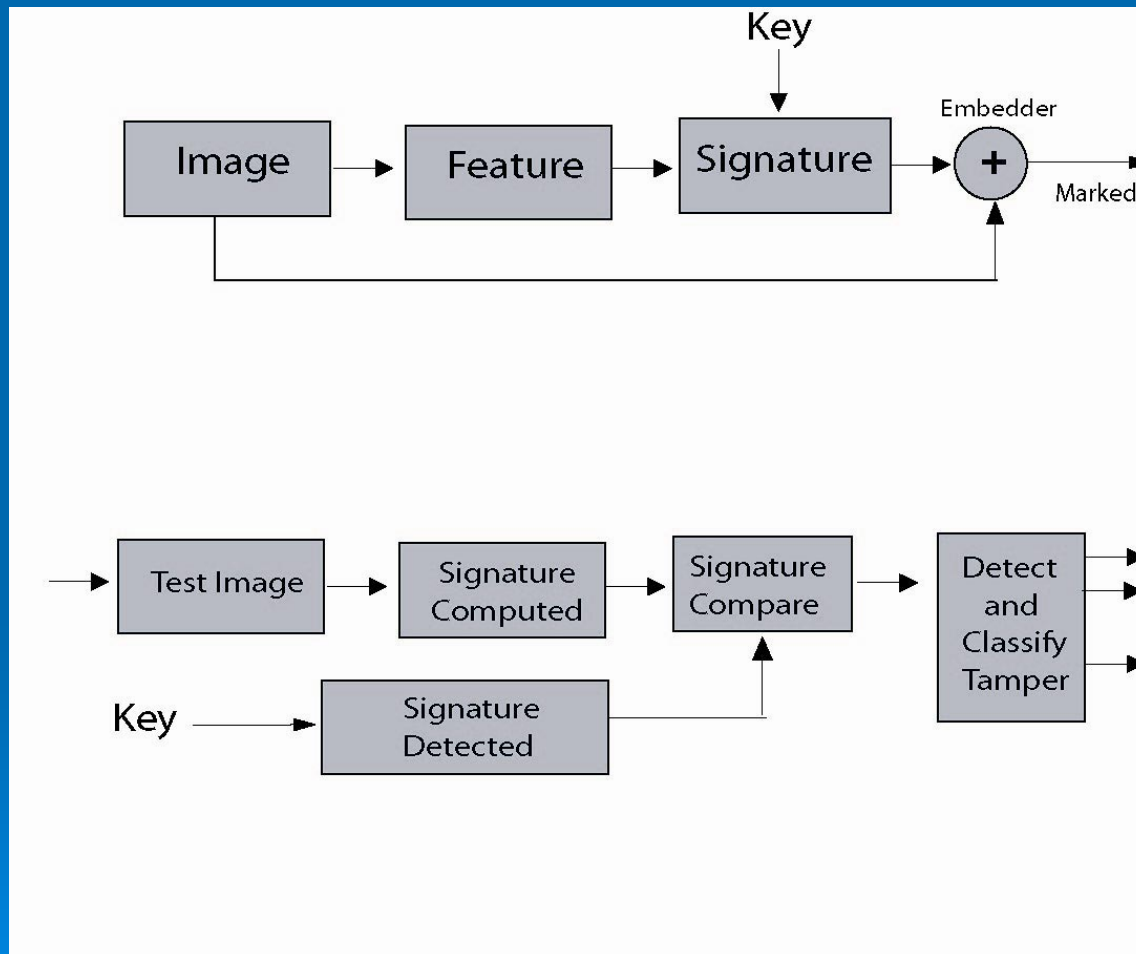 Key
Embedder
Image
Feature
Signature
+
Marked
Test Image
Signature
Computed
Signature
Compare
Detect
and
Classify
Tamper
Key
Signature
Detected